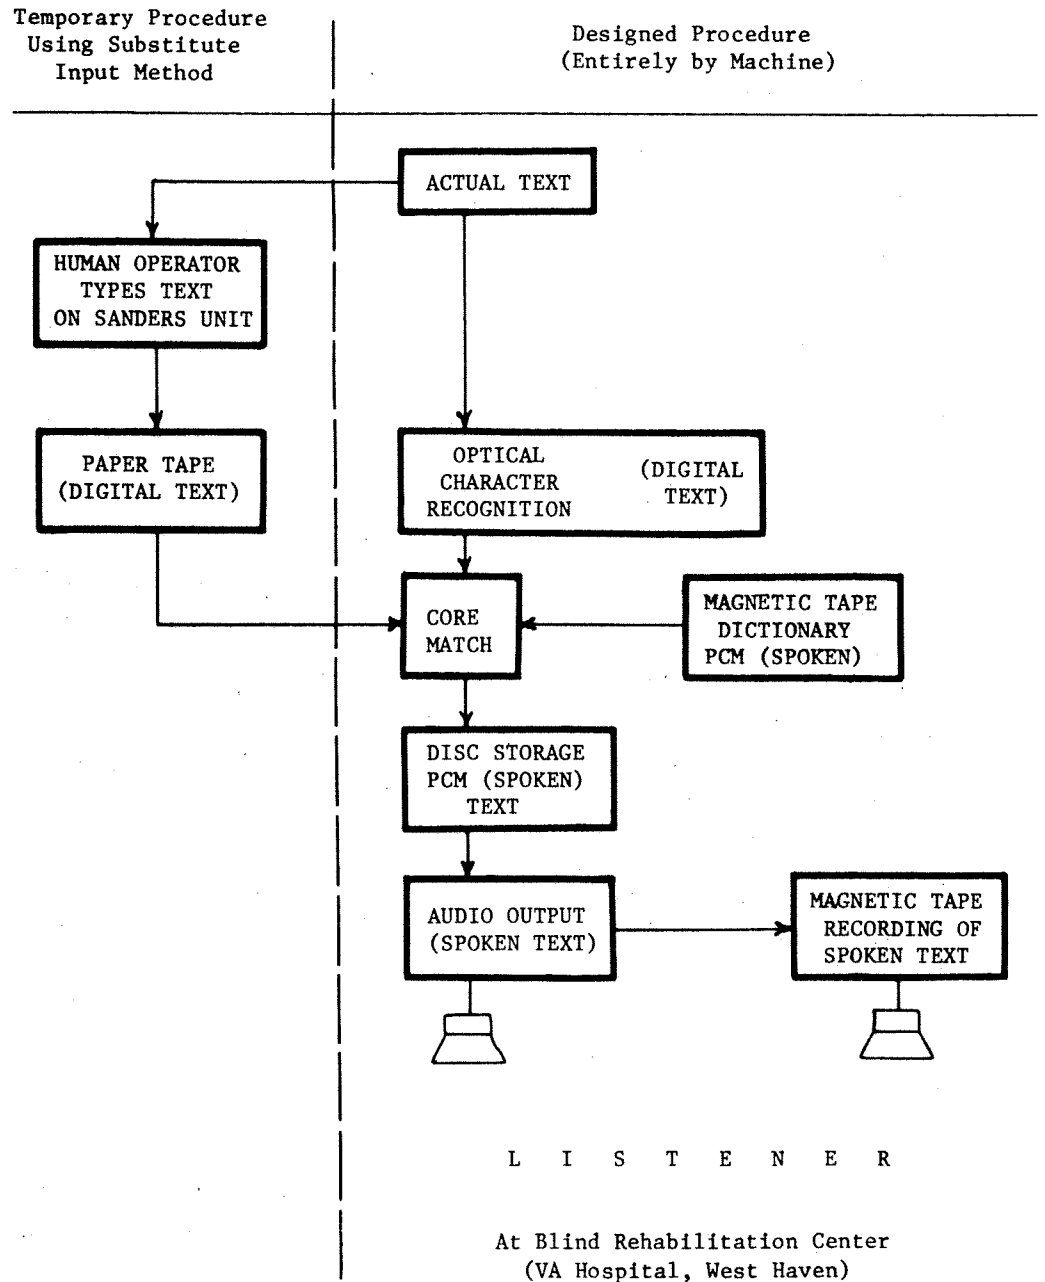 Temporary Procedure
Using Substitute
Input Method
Designed Procedure
(Entirely by Machine)
ACTUAL TEXT
HUMAN OPERATOR
TYPES TEXT
ON SANDERS UNIT
PAPER TAPE
(DIGITAL TEXT)
OPTICAL
CHARACTER
RECOGNITION
(DIGITAL
TEXT)
CORE
MATCH
MAGNETIC TAPE
DICTIONARY
PCM (SPOKEN)
DISC STORAGE
PCM (SPOKEN)
TEXT
AUDIO OUTPUT
(SPOKEN TEXT)
MAGNETIC TAPE
RECORDING OF
SPOKEN TEXT
L I S T E N E R
At Blind Rehabilitation Center
(VA Hospital, West Haven)